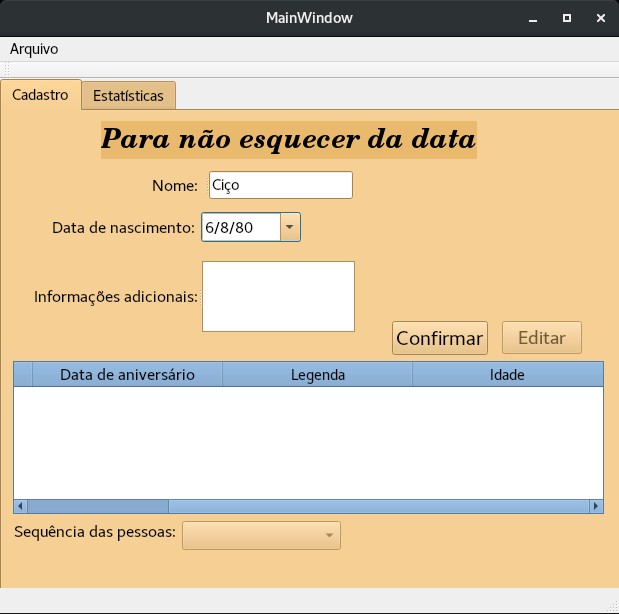 MainWindow
Arquivo
Cadastro Estatísticas
Para não esquecer da data
Nome: Ciço
Data de nascimento: 6/8/80
Informações adicionais:
Confirmar Editar
Data de aniversário Legenda Idade
Sequência das pessoas: